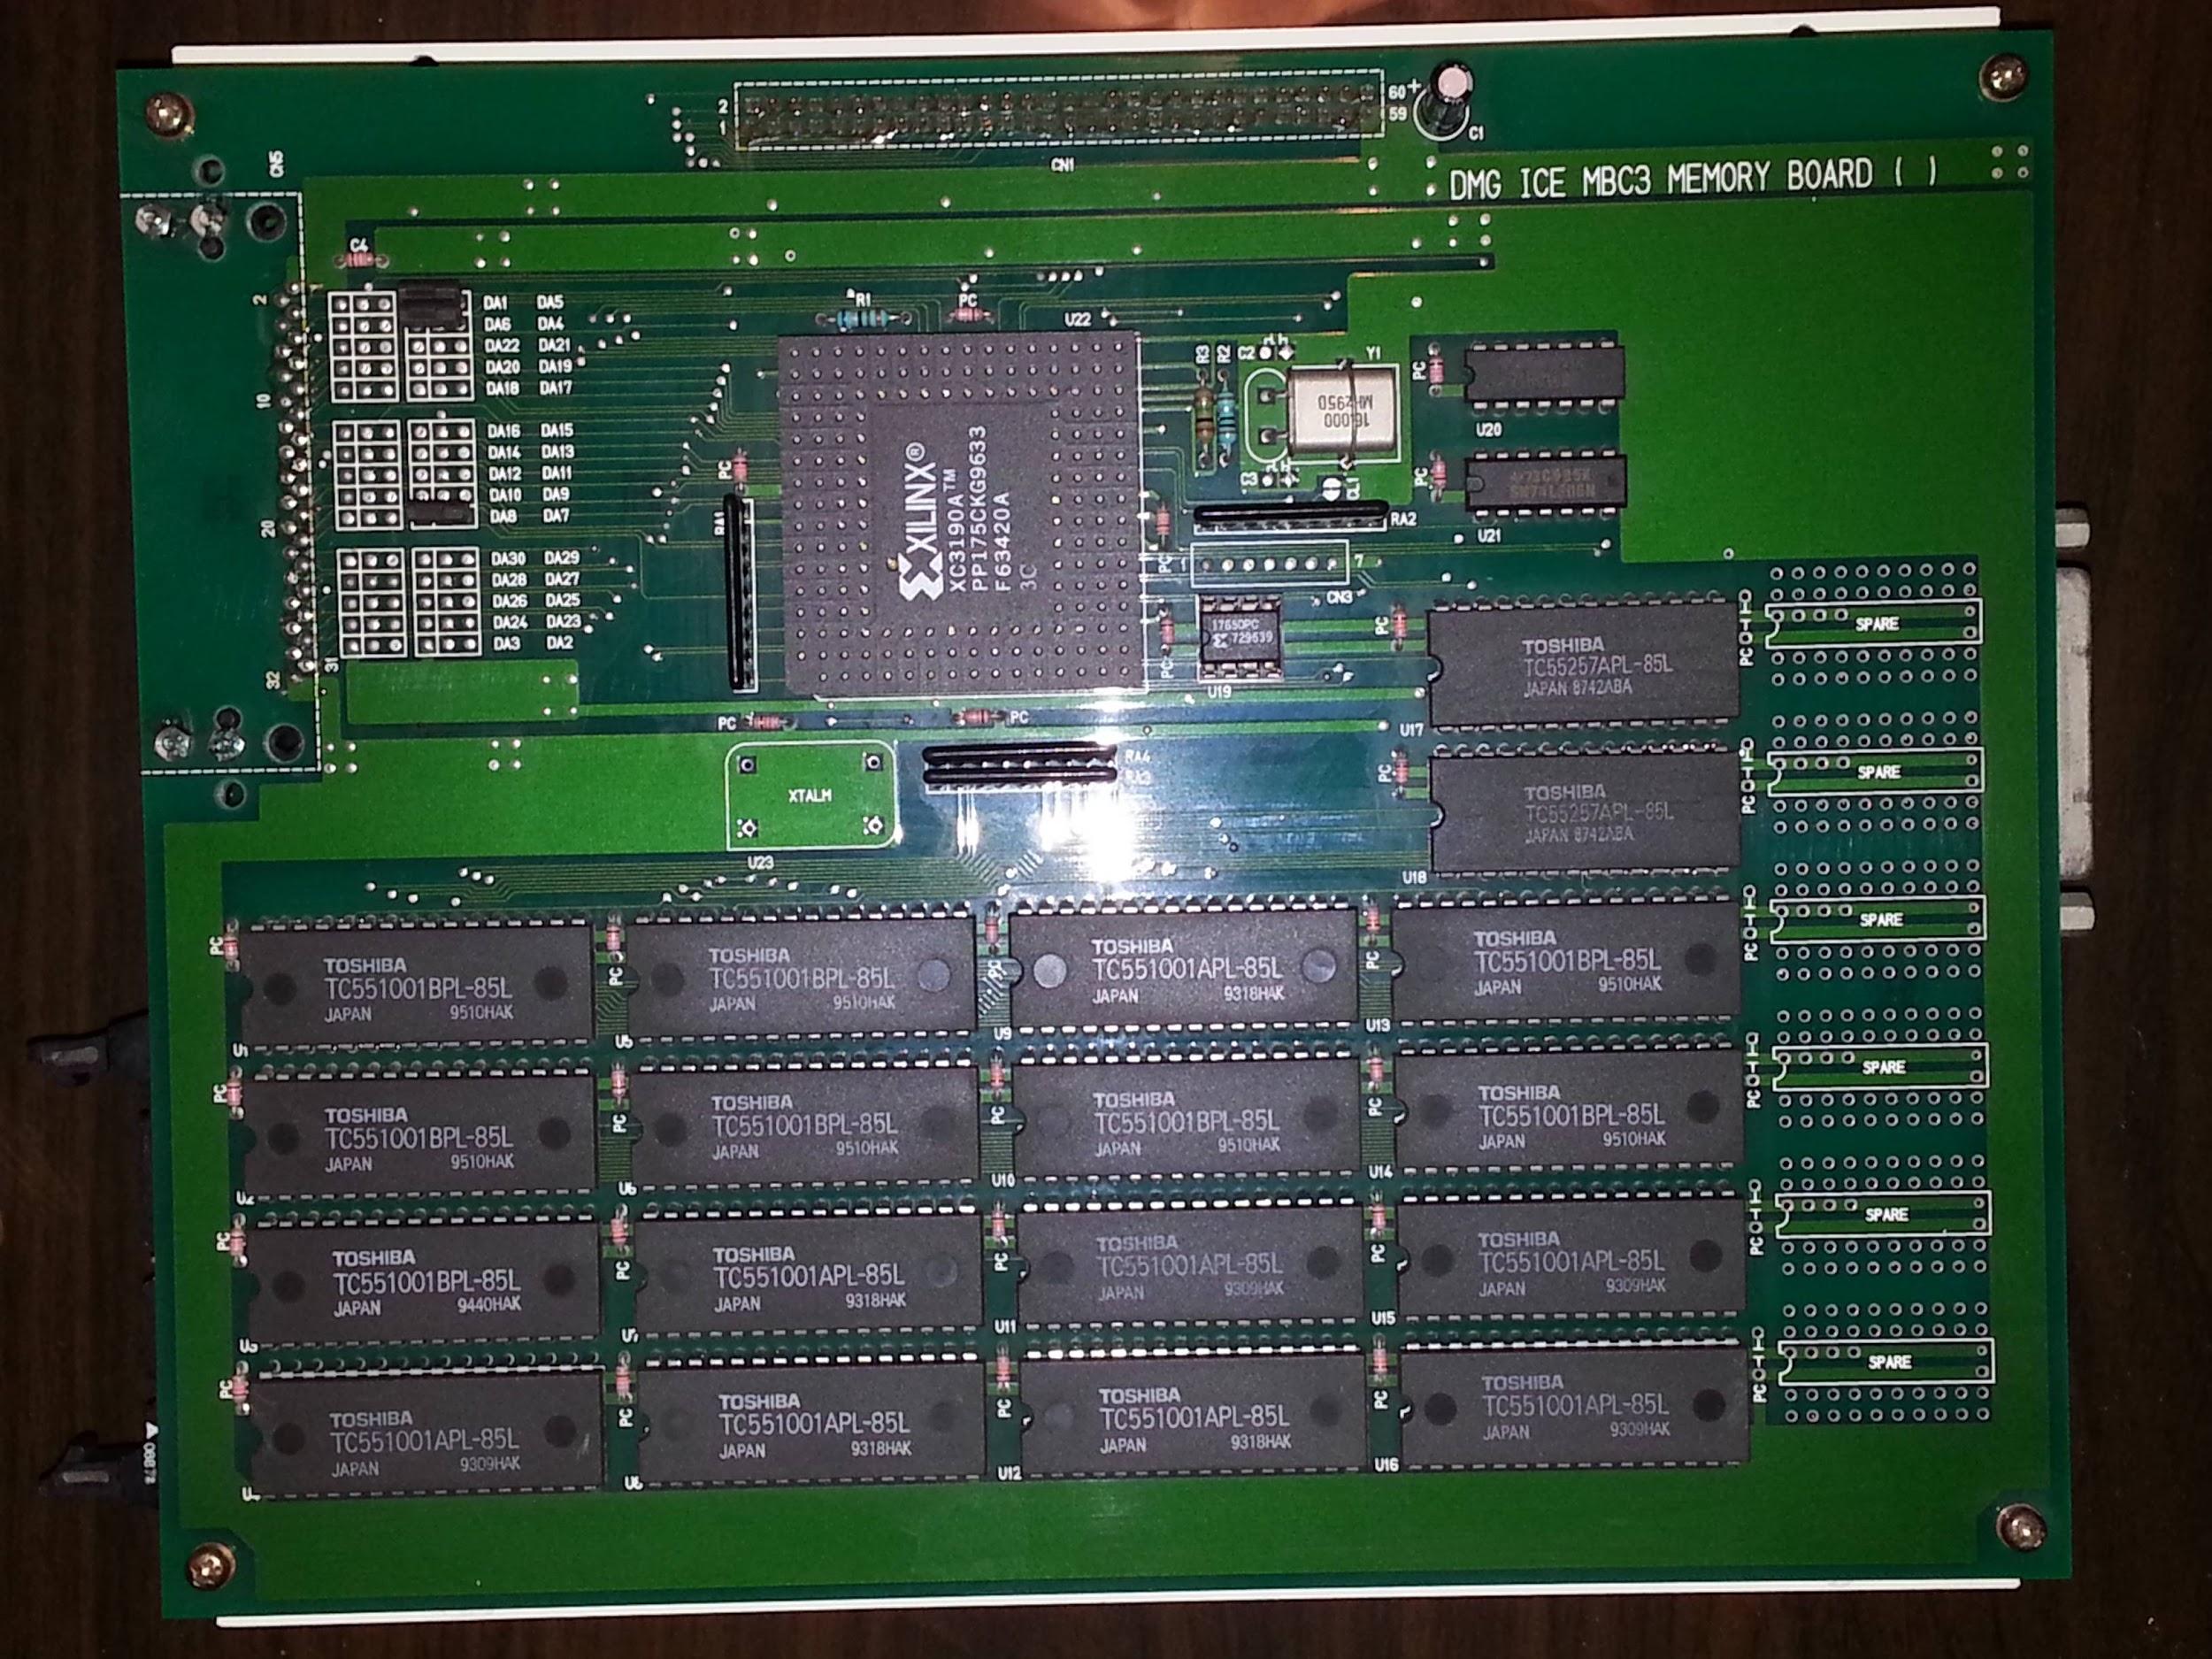 2
1
60
+
59
C1
CN1
CN5
DMG ICE MBC3 MEMORY BOARD ( )
C4
2
10
20
31
32
DA1 DA5
DA6 DA4
DA22 DA21
DA20 DA19
DA18 DA17
DA16 DA15
DA14 DA13
DA12 DA11
DA10 DA9
DA8 DA7
DA30 DA29
DA28 DA27
DA26 DA25
DA24 DA23
DA3 DA2
R1
PC
U22
PC
RA1
XILINX®
XC3190A™
PP175CKG9633
F63420A
3C
R3
R2
C2
Y1
16.000
MHz95D
C3
CL1
RA2
PC
U20
PC
U21
PC
7
CN3
PC
17650PC
729639
U19
PC
PC
XTALM
U23
RA4
RA3
PC
TOSHIBA
TC55257APL-85L
JAPAN 8742ABA
U17
PC
TOSHIBA
TC55257APL-85L
JAPAN 8742ABA
U18
PC
SPARE
PC
SPARE
PC
SPARE
PC
SPARE
PC
SPARE
PC
SPARE
PC
TOSHIBA
TC551001BPL-85L
JAPAN 9510HAK
U1
PC
TOSHIBA
TC551001BPL-85L
JAPAN 9510HAK
U5
PC
TOSHIBA
TC551001APL-85L
JAPAN 9318HAK
U9
PC
TOSHIBA
TC551001BPL-85L
JAPAN 9510HAK
U13
PC
TOSHIBA
TC551001BPL-85L
JAPAN 9510HAK
U2
PC
TOSHIBA
TC551001BPL-85L
JAPAN 9510HAK
U6
PC
TOSHIBA
TC551001BPL-85L
JAPAN 9510HAK
U10
PC
TOSHIBA
TC551001BPL-85L
JAPAN 9510HAK
U14
PC
TOSHIBA
TC551001BPL-85L
JAPAN 9440HAK
U3
PC
TOSHIBA
TC551001APL-85L
JAPAN 9318HAK
U7
PC
TOSHIBA
TC551001APL-85L
JAPAN 9309HAK
U11
PC
TOSHIBA
TC551001APL-85L
JAPAN 9309HAK
U15
PC
TOSHIBA
TC551001APL-85L
JAPAN 9309HAK
PC
TOSHIBA
TC551001APL-85L
JAPAN 9318HAK
U8
PC
TOSHIBA
TC551001APL-85L
JAPAN 9318HAK
U12
PC
TOSHIBA
TC551001APL-85L
JAPAN 9309HAK
U16